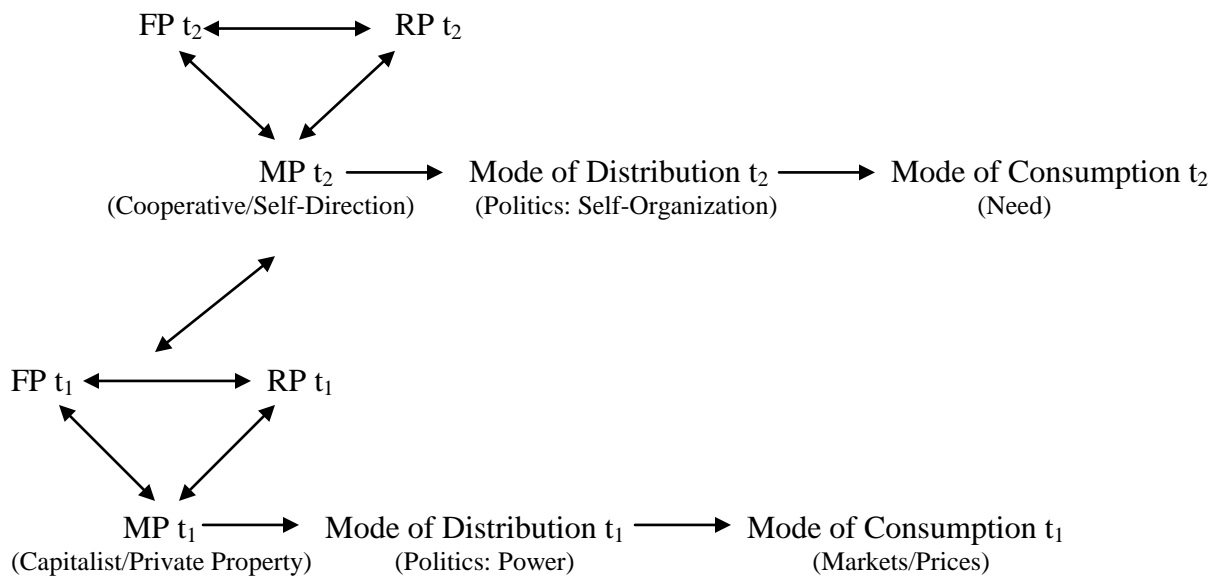 FP t₂ RP t₂
MP t₂ Mode of Distribution t₂ Mode of Consumption t₂
(Cooperative/Self-Direction) (Politics: Self-Organization) (Need)
FP t₁ RP t₁
MP t₁ Mode of Distribution t₁ Mode of Consumption t₁
(Capitalist/Private Property) (Politics: Power) (Markets/Prices)